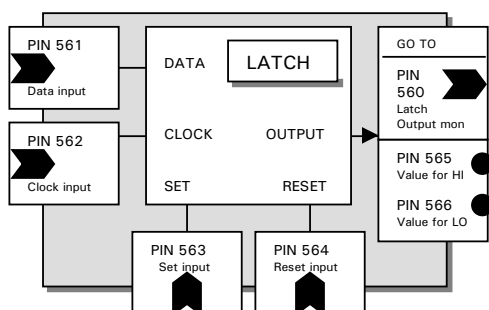 PIN 561
Data input
PIN 562
Clock input
DATA
LATCH
CLOCK
OUTPUT
SET
RESET
GO TO
PIN
560
Latch
Output mon
PIN 565
Value for HI
PIN 566
Value for LO
PIN 563
Set input
PIN 564
Reset input